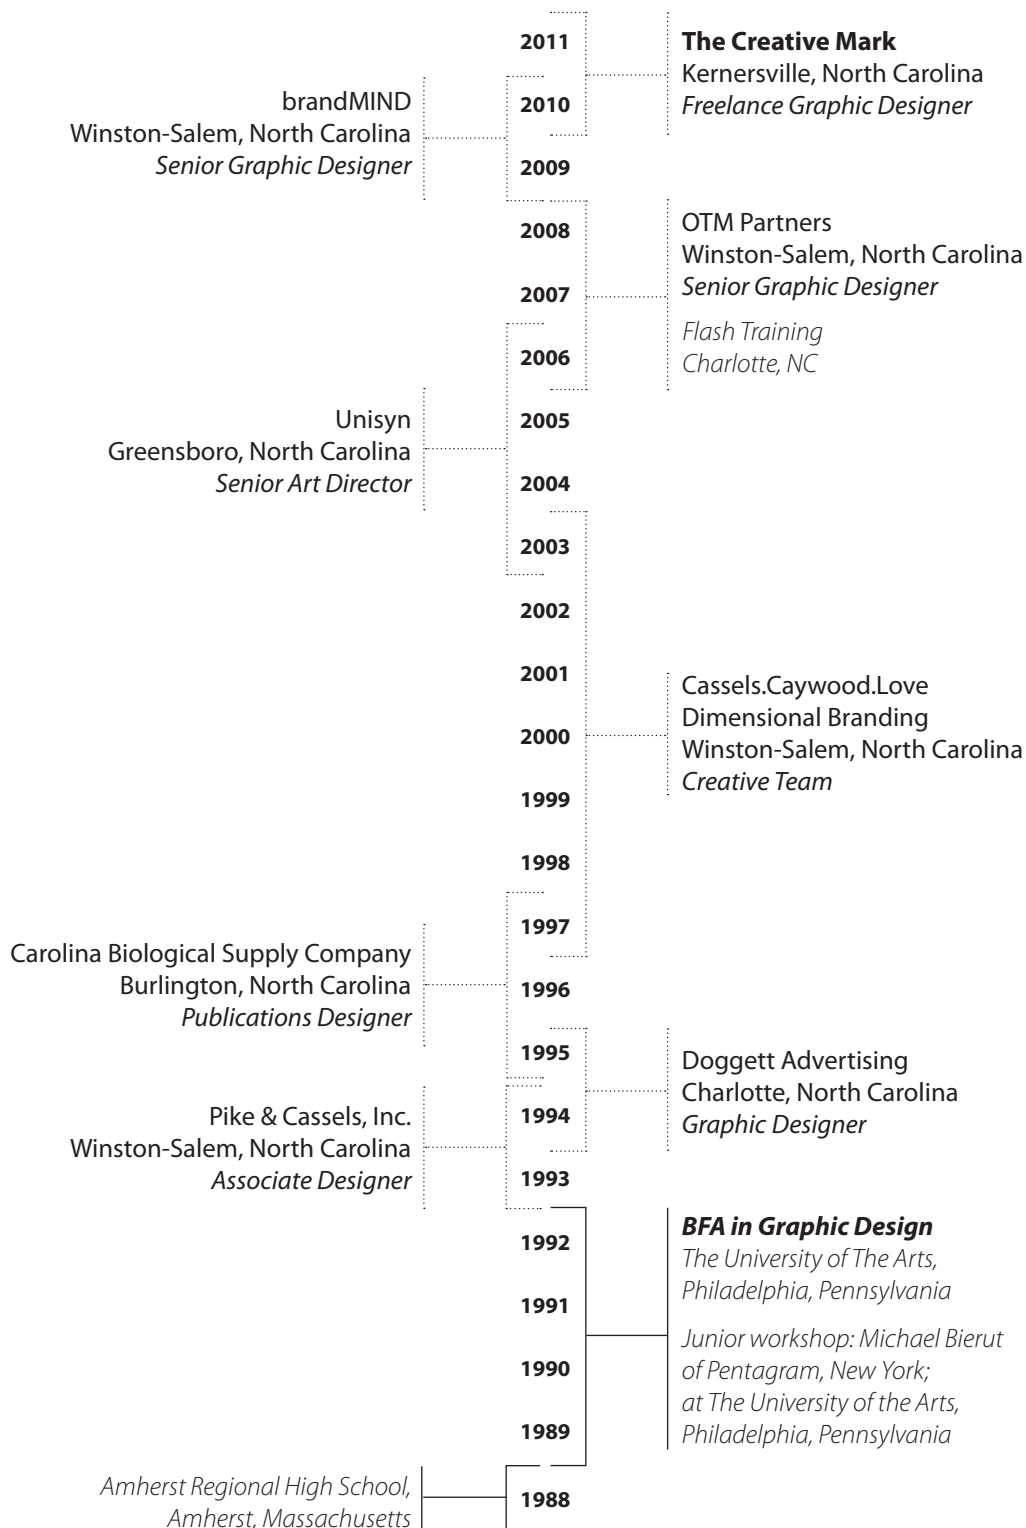 2011
The Creative Mark
Kernersville, North Carolina
Freelance Graphic Designer
brandMIND
Winston-Salem, North Carolina
Senior Graphic Designer
2010
2009
2008
OTM Partners
Winston-Salem, North Carolina
Senior Graphic Designer
Flash Training
Charlotte, NC
2007
2006
Unisyn
Greensboro, North Carolina
Senior Art Director
2005
2004
2003
2002
2001
Cassels.Caywood.Love
Dimensional Branding
Winston-Salem, North Carolina
Creative Team
2000
1999
1998
1997
Carolina Biological Supply Company
Burlington, North Carolina
Publications Designer
1996
1995
Doggett Advertising
Charlotte, North Carolina
Graphic Designer
Pike & Cassels, Inc.
Winston-Salem, North Carolina
Associate Designer
1994
1993
BFA in Graphic Design
The University of The Arts,
Philadelphia, Pennsylvania
Junior workshop: Michael Bierut
of Pentagram, New York;
at The University of the Arts,
Philadelphia, Pennsylvania
1992
1991
1990
1989
Amherst Regional High School,
Amherst, Massachusetts
1988